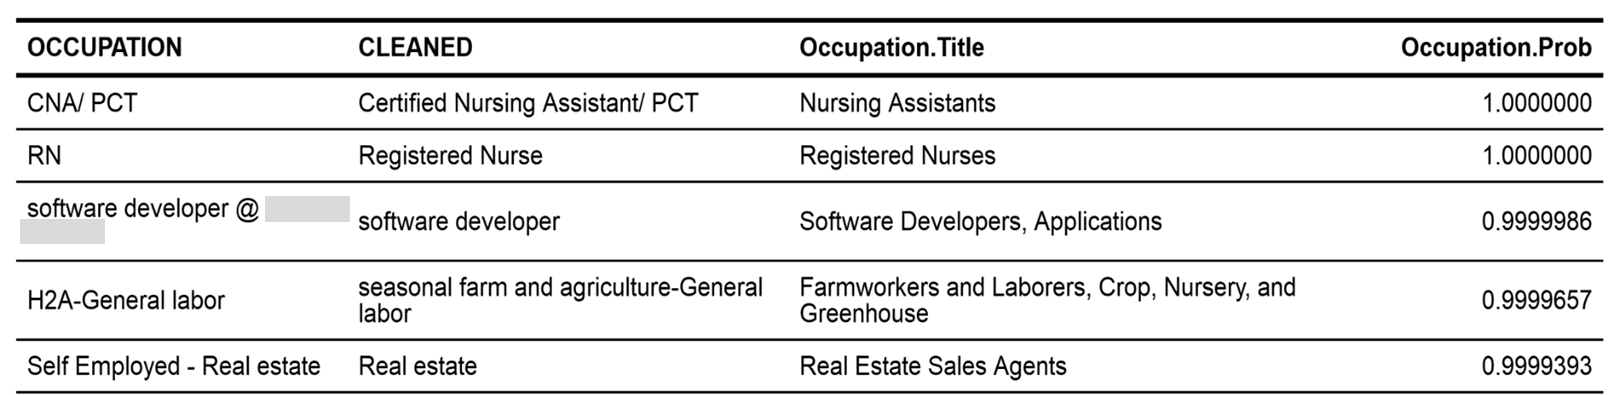 OCCUPATION CLEANED Occupation.Title Occupation.Prob
CNA/ PCT Certified Nursing Assistant/ PCT Nursing Assistants 1.0000000
RN Registered Nurse Registered Nurses 1.0000000
software developer @ software developer Software Developers, Applications 0.9999986
H2A-General labor seasonal farm and agriculture-General labor Farmworkers and Laborers, Crop, Nursery, and Greenhouse 0.9999657
Self Employed - Real estate Real estate Real Estate Sales Agents 0.9999393